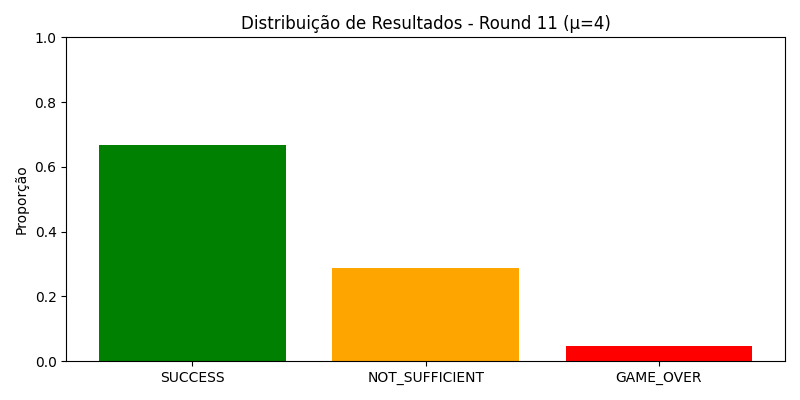 Distribuição de Resultados - Round 11 (μ=4)
1.0
0.8
0.6
0.4
0.2
0.0
Proporção
SUCCESS
NOT_SUFFICIENT
GAME_OVER